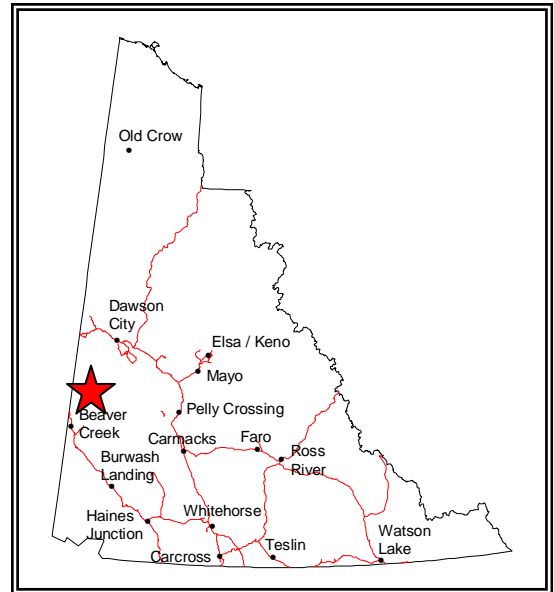 Old Crow
Dawson
City
Elsa / Keno
Mayo
Beaver
Creek
Pelly Crossing
Carmacks
Faro
Ross
River
Burwash
Landing
Haines
Junction
Whitehorse
Carcross
Teslin
Watson
Lake